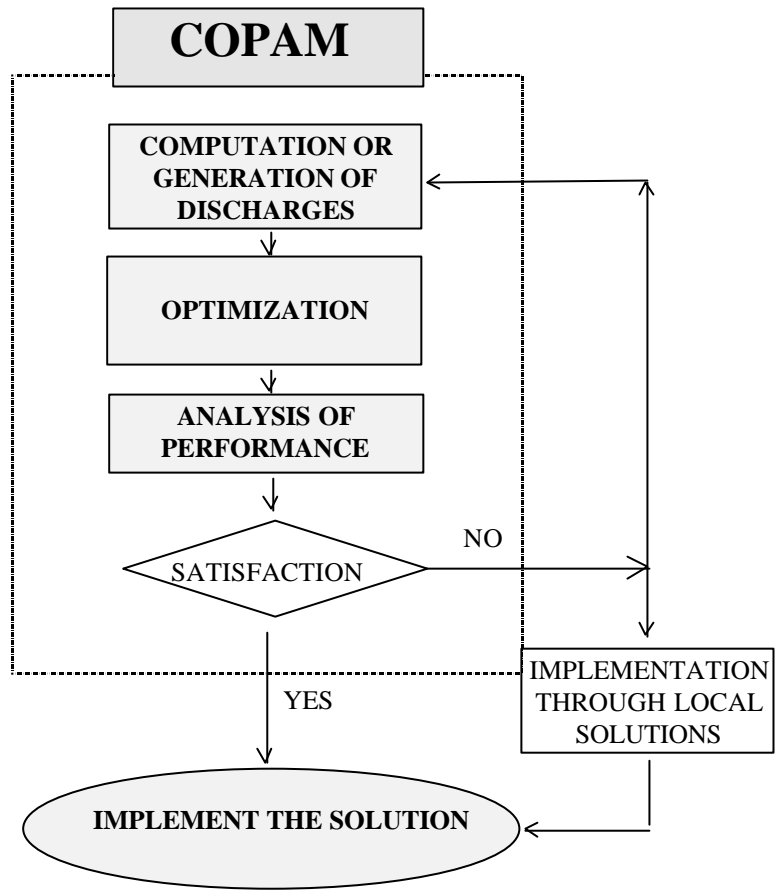 COPAM
COMPUTATION OR
GENERATION OF
DISCHARGES
OPTIMIZATION
ANALYSIS OF
PERFORMANCE
NO
SATISFACTION
YES
IMPLEMENTATION
THROUGH LOCAL
SOLUTIONS
IMPLEMENT THE SOLUTION